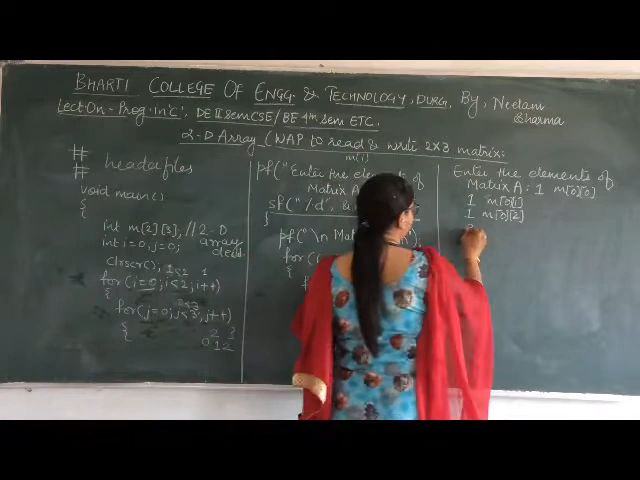 BHARTI COLLEGE OF ENGG. & TECHNOLOGY, DURG, By, Neelam Sharma
Lect.On - Prog. in 'C', DE II sem CSE/BE 4th sem ETC.
2-D Array (WAP to read & write 2x3 matrix:
#
# headerfiles
void main()
{
int m[2][3]; //2-D array decl.
int i=0, j=0;
clrscr();
for(i=0; i<2; i++)
{
for(j=0; j<3; j++)
{
012
pf("Enter the elements of
Matrix A
m[i]
sf("%d", &
}
pf("\n Mat
for(i
{
Enter the elements of
Matrix A: 1 m[0][0]
1 m[0][1]
1 m[0][2]